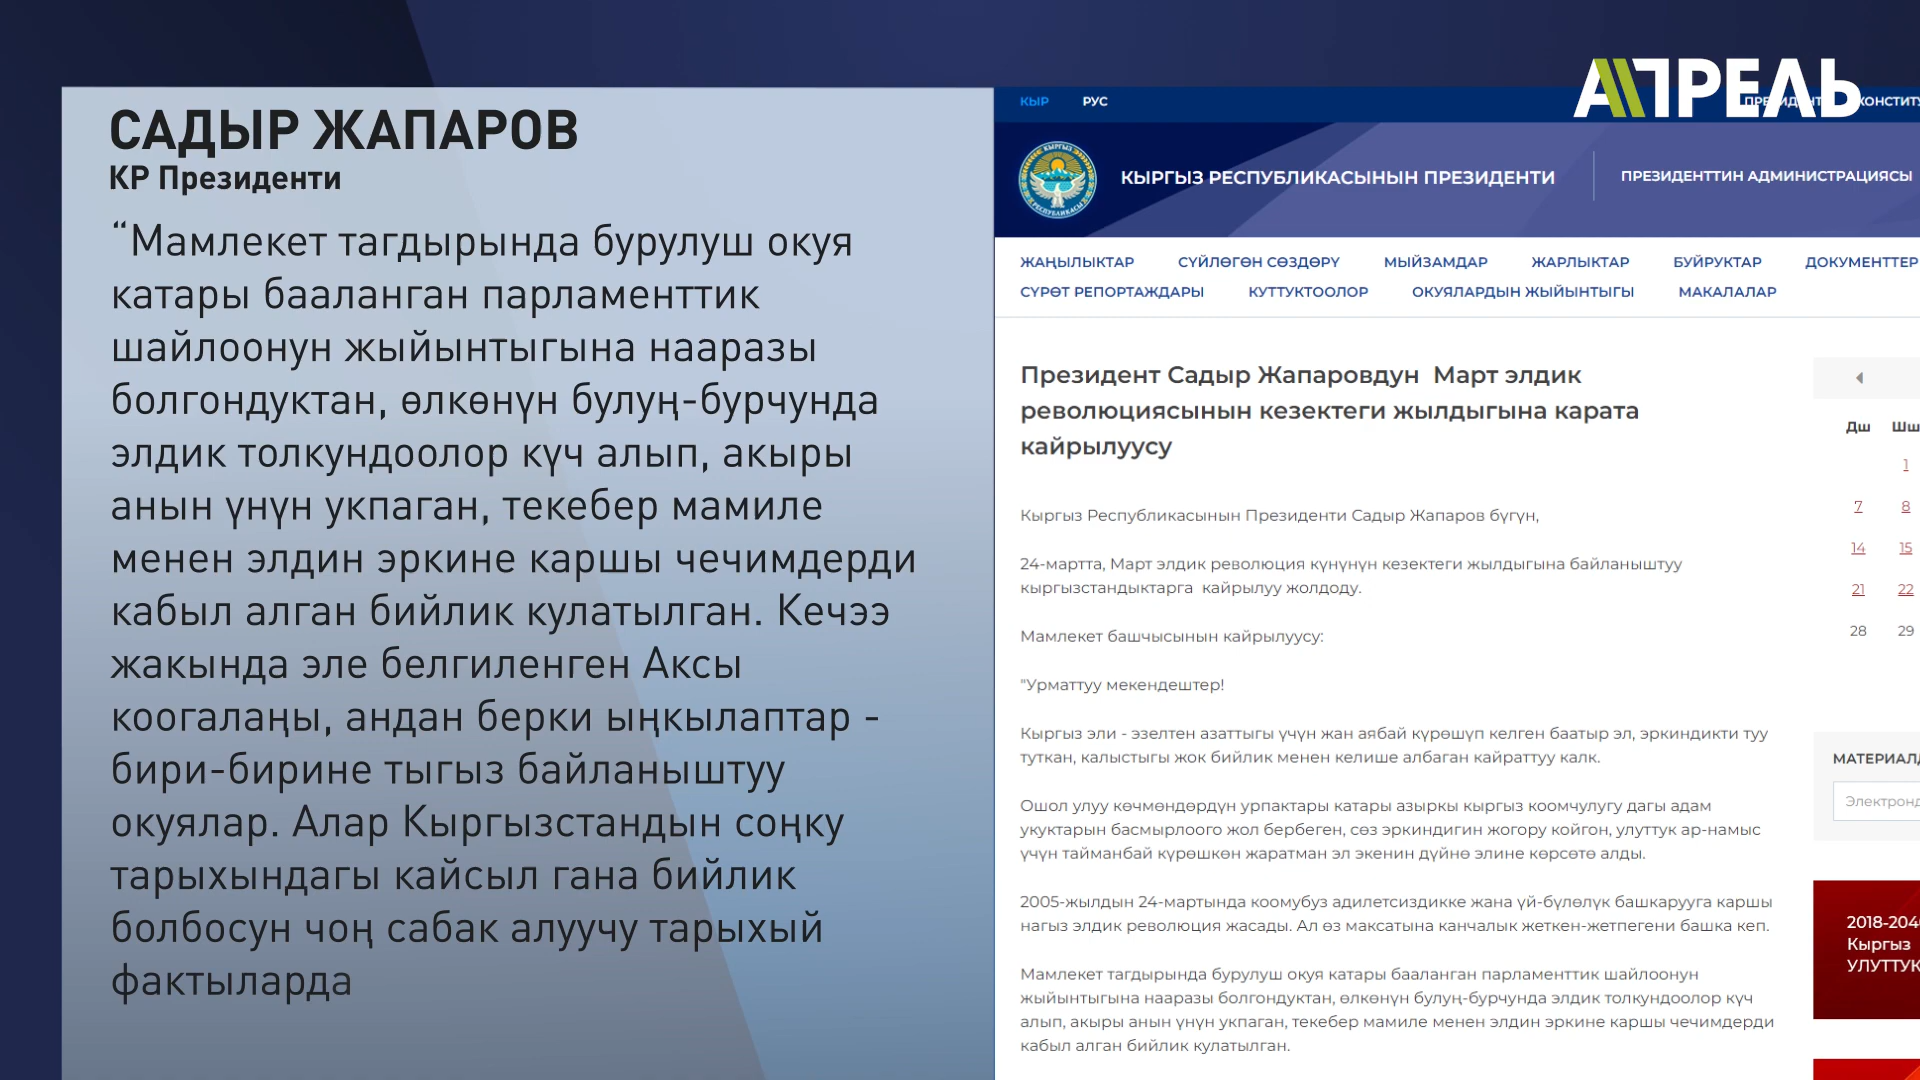 САДЫР ЖАПАРОВ
КР Президенти
“Мамлекет тагдырында бурулуш окуя
катары бааланган парламенттик
шайлоонун жыйынтыгына нааразы
болгондуктан, өлкөнүн булуң-бурчунда
элдик толкундоолор күч алып, акыры
анын үнүн укпаган, текебер мамиле
менен элдин эркине каршы чечимдерди
кабыл алган бийлик кулатылган. Кечээ
жакында эле белгиленген Аксы
коогалаңы, андан берки ыңкылаптар -
бири-бирине тыгыз байланыштуу
окуялар. Алар Кыргызстандын соңку
тарыхындагы кайсыл гана бийлик
болбосун чоң сабак алуучу тарыхый
фактыларда
АПРЕЛЬ
КЫР РУС
КЫРГЫЗ РЕСПУБЛИКАСЫНЫН ПРЕЗИДЕНТИ
ПРЕЗИДЕНТТИН АДМИНИСТРАЦИЯСЫ
ЖАҢЫЛЫКТАР СҮЙЛӨГӨН СӨЗДӨРҮ МЫЙЗАМДАР ЖАРЛЫКТАР БУЙРУКТАР ДОКУМЕНТТЕР
СҮРӨТ РЕПОРТАЖДАРЫ КУТТУКТООЛОР ОКУЯЛАРДЫН ЖЫЙЫНТЫГЫ МАКАЛАЛАР
Президент Садыр Жапаровдун Март элдик
революциясынын кезектеги жылдыгына карата
кайрылуусу
Кыргыз Республикасынын Президенти Садыр Жапаров бүгүн,
24-мартта, Март элдик революция күнүнүн кезектеги жылдыгына байланыштуу
кыргызстандыктарга кайрылуу жолдоду.
Мамлекет башчысынын кайрылуусу:
"Урматтуу мекендештер!
Кыргыз эли - эзелтен азаттыгы үчүн жан аябай күрөшүп келген баатыр эл, эркиндикти туу
туткан, калыстыгы жок бийлик менен келише албаган кайраттуу калк.
Ошол улуу көчмөндөрдүн урпактары катары азыркы кыргыз коомчулугу дагы адам
укуктарын басмырлоого жол бербеген, сөз эркиндигин жогору койгон, улуттук ар-намыс
үчүн тайманбай күрөшкөн жаратман эл экенин дүйнө элине көрсөтө алды.
2005-жылдын 24-мартында коомубуз адилетсиздикке жана үй-бүлөлүк башкарууга каршы
нагыз элдик революция жасады. Ал өз максатына канчалык жеткен-жетпегени башка кеп.
Мамлекет тагдырында бурулуш окуя катары бааланган парламенттик шайлоонун
жыйынтыгына нааразы болгондуктан, өлкөнүн булуң-бурчунда элдик толкундоолор күч
алып, акыры анын үнүн укпаган, текебер мамиле менен элдин эркине каршы чечимдерди
кабыл алган бийлик кулатылган.
Дш Шш
1
7 8
14 15
21 22
28 29
МАТЕРИАЛД
Электронд
2018-204
Кыргыз
УЛУТТУК